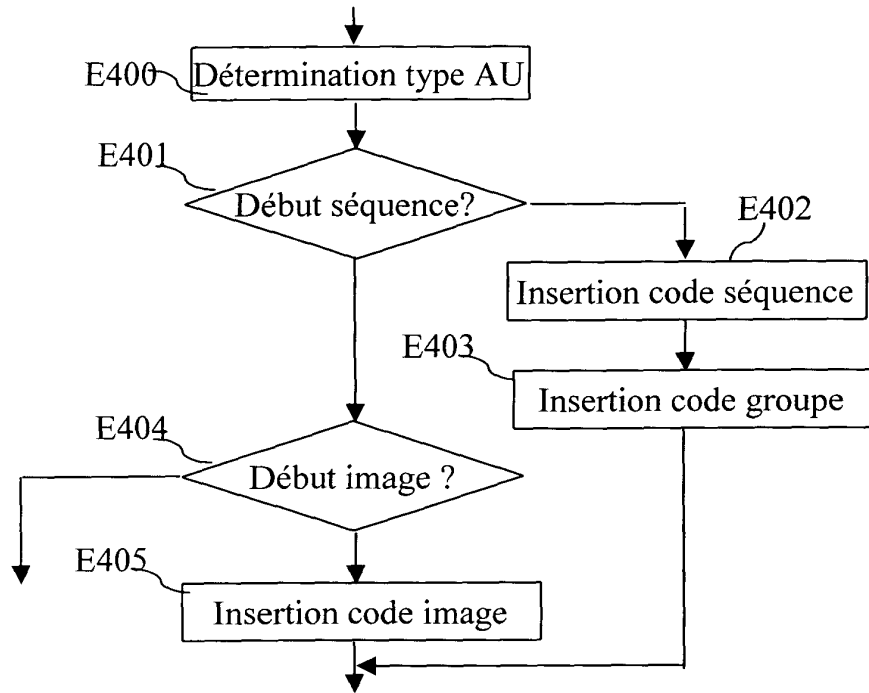 E400
Détermination type AU
E401
Début séquence?
E402
Insertion code séquence
E403
Insertion code groupe
E404
Début image ?
E405
Insertion code image